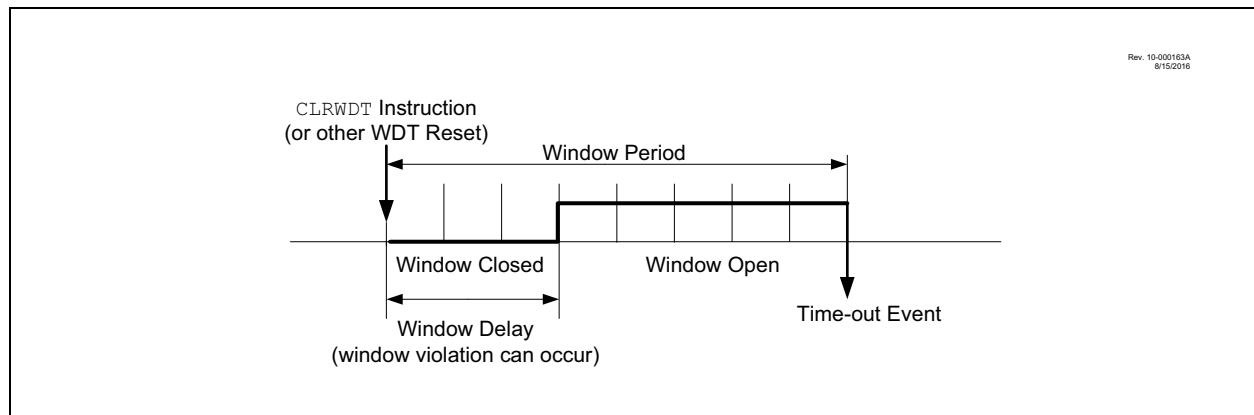 Rev. 10-000163A
8/15/2016
CLRWDT Instruction
(or other WDT Reset)
Window Period
Window Closed
Window Open
Window Delay
(window violation can occur)
Time-out Event